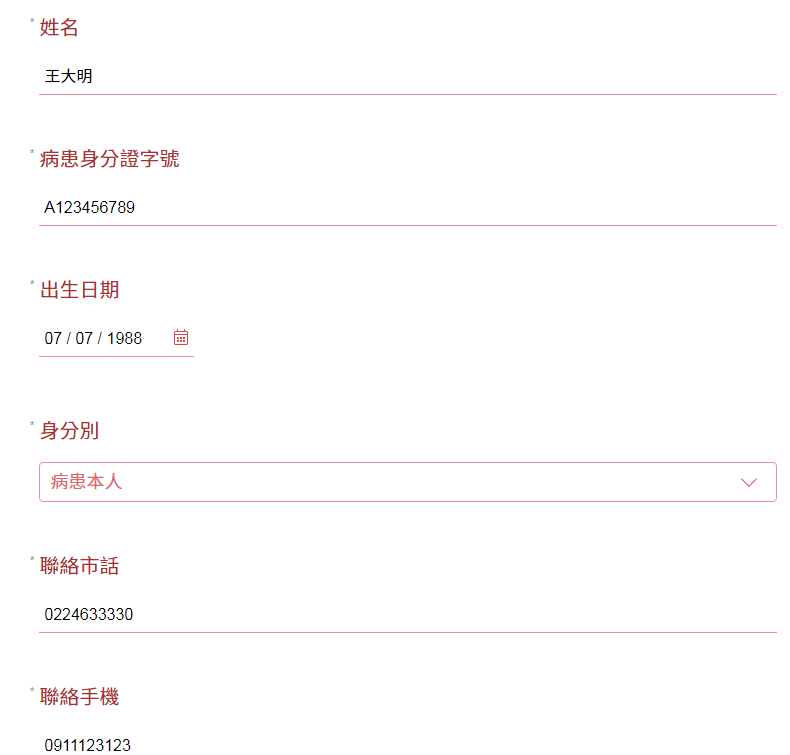 * 姓名
王大明
* 病患身分證字號
A123456789
* 出生日期
07 / 07 / 1988
* 身分別
病患本人
* 聯絡市話
0224633330
* 聯絡手機
0911123123